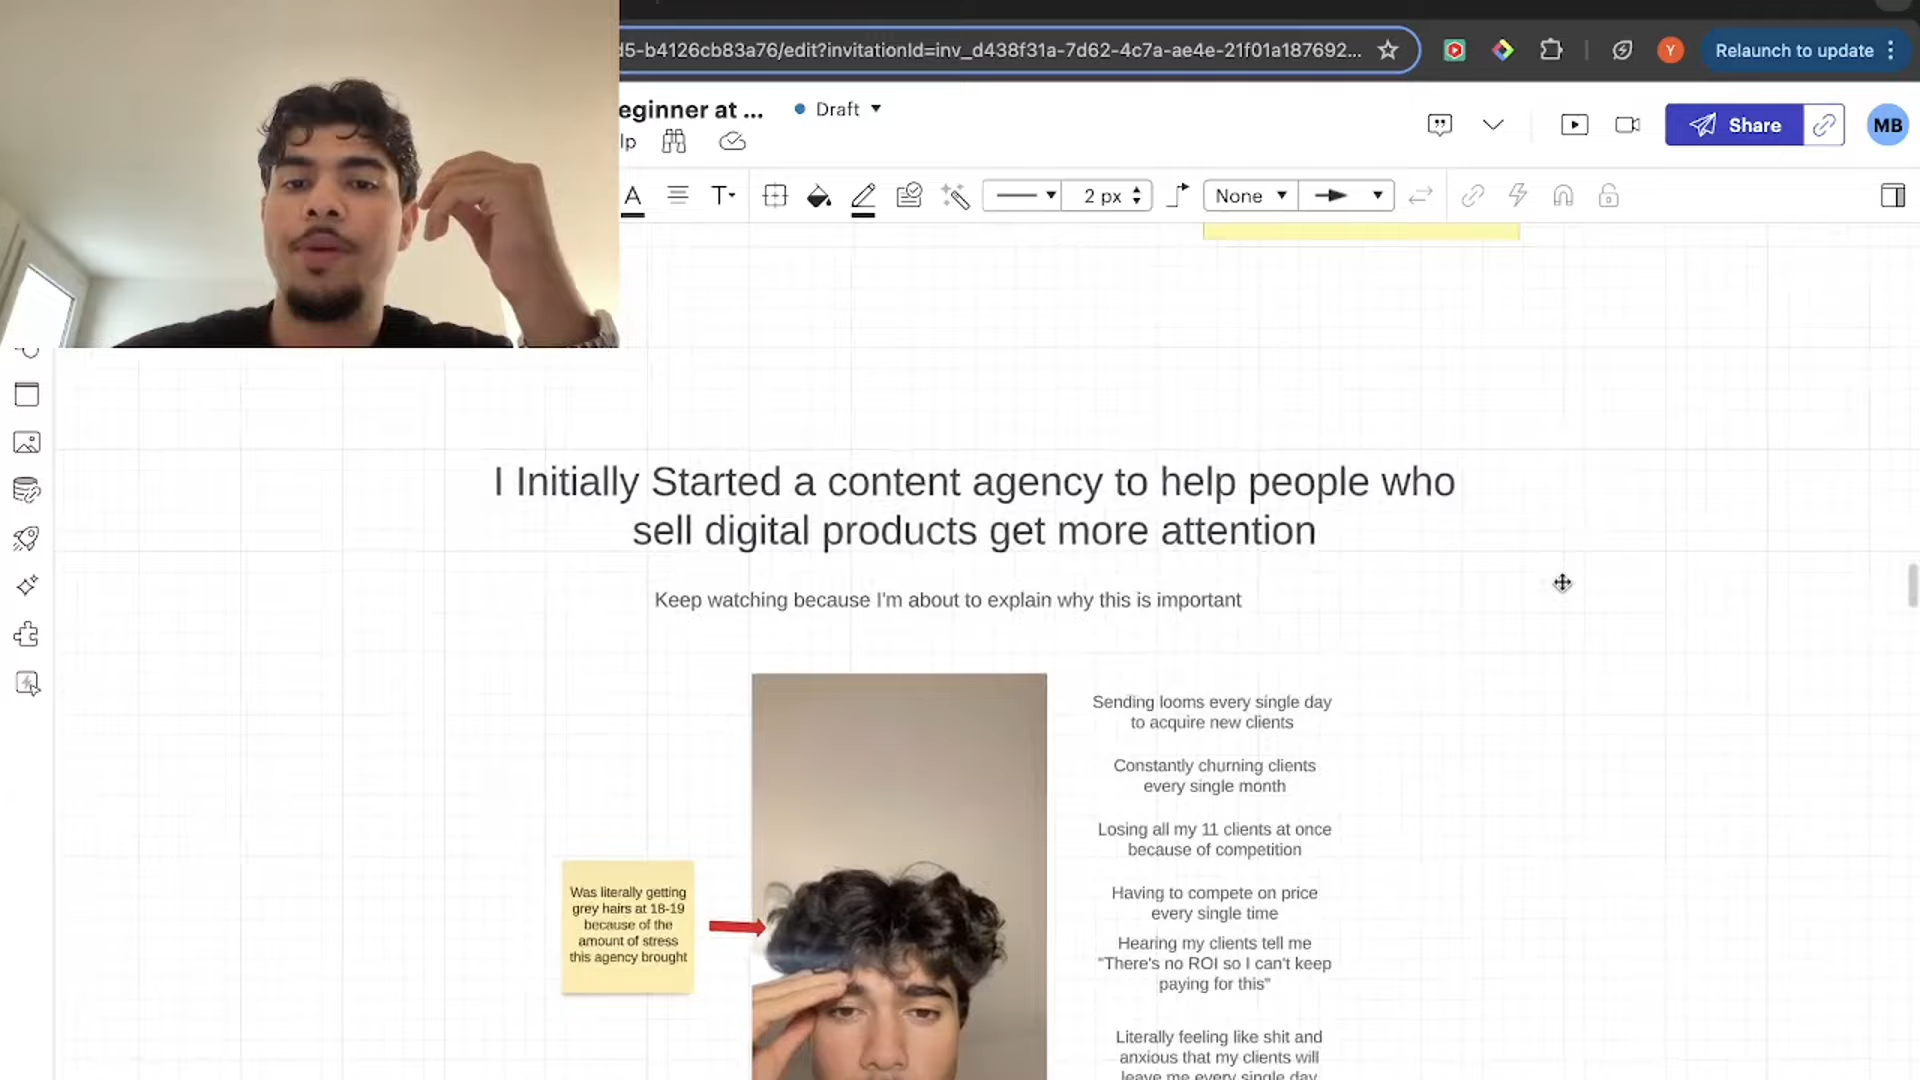 d5-b4126cb83a76/edit?invitationId=inv_d438f31a-7d62-4c7a-ae4e-21f01a187692...
Y
Relaunch to update
eginner at ...
Draft
lp
Share
MB
A
T
2 px
None
I Initially Started a content agency to help people who
sell digital products get more attention
Keep watching because I'm about to explain why this is important
Sending looms every single day
to acquire new clients
Constantly churning clients
every single month
Losing all my 11 clients at once
because of competition
Having to compete on price
every single time
Hearing my clients tell me
"There's no ROI so I can't keep
paying for this"
Literally feeling like shit and
anxious that my clients will
leave me every single day
Was literally getting
grey hairs at 18-19
because of the
amount of stress
this agency brought